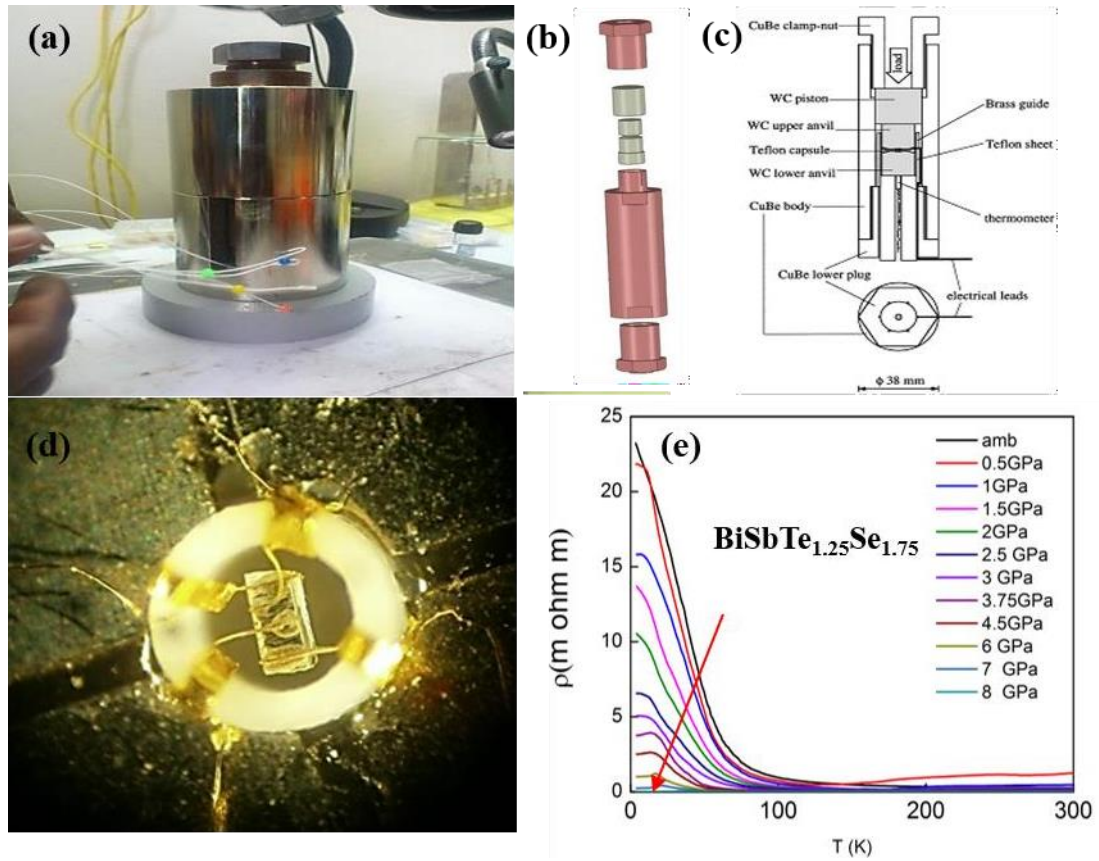 (a)
(b)
(c)
CuBe clamp-nut
load
WC piston
WC upper anvil
Teflon capsule
WC lower anvil
CuBe body
CuBe lower plug
Brass guide
Teflon sheet
thermometer
electrical leads
ϕ 38 mm
(d)
(e)
25
20
15
10
5
0
ρ(m ohm m)
BiSbTe₁.₂₅Se₁.₇₅
amb
0.5GPa
1GPa
1.5GPa
2GPa
2.5 GPa
3 GPa
3.75GPa
4.5GPa
6 GPa
7 GPa
8 GPa
0 100 200 300
T (K)